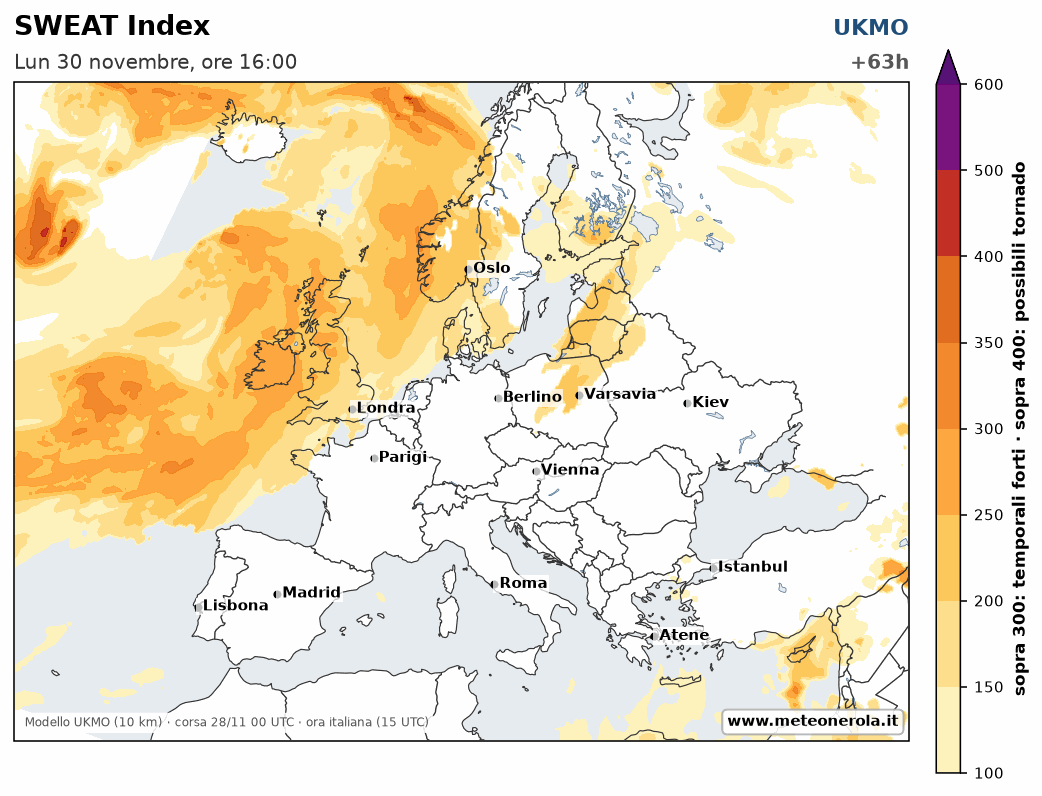 SWEAT Index
UKMO
Lun 30 novembre, ore 16:00
+63h
600
500
400
350
300
250
200
150
100
sopra 300: temporali forti · sopra 400: possibili tornado
Oslo
Berlino
Varsavia
Kiev
Londra
Parigi
Vienna
Istanbul
Roma
Madrid
Lisbona
Atene
Modello UKMO (10 km) · corsa 28/11 00 UTC · ora italiana (15 UTC)
www.meteonerola.it